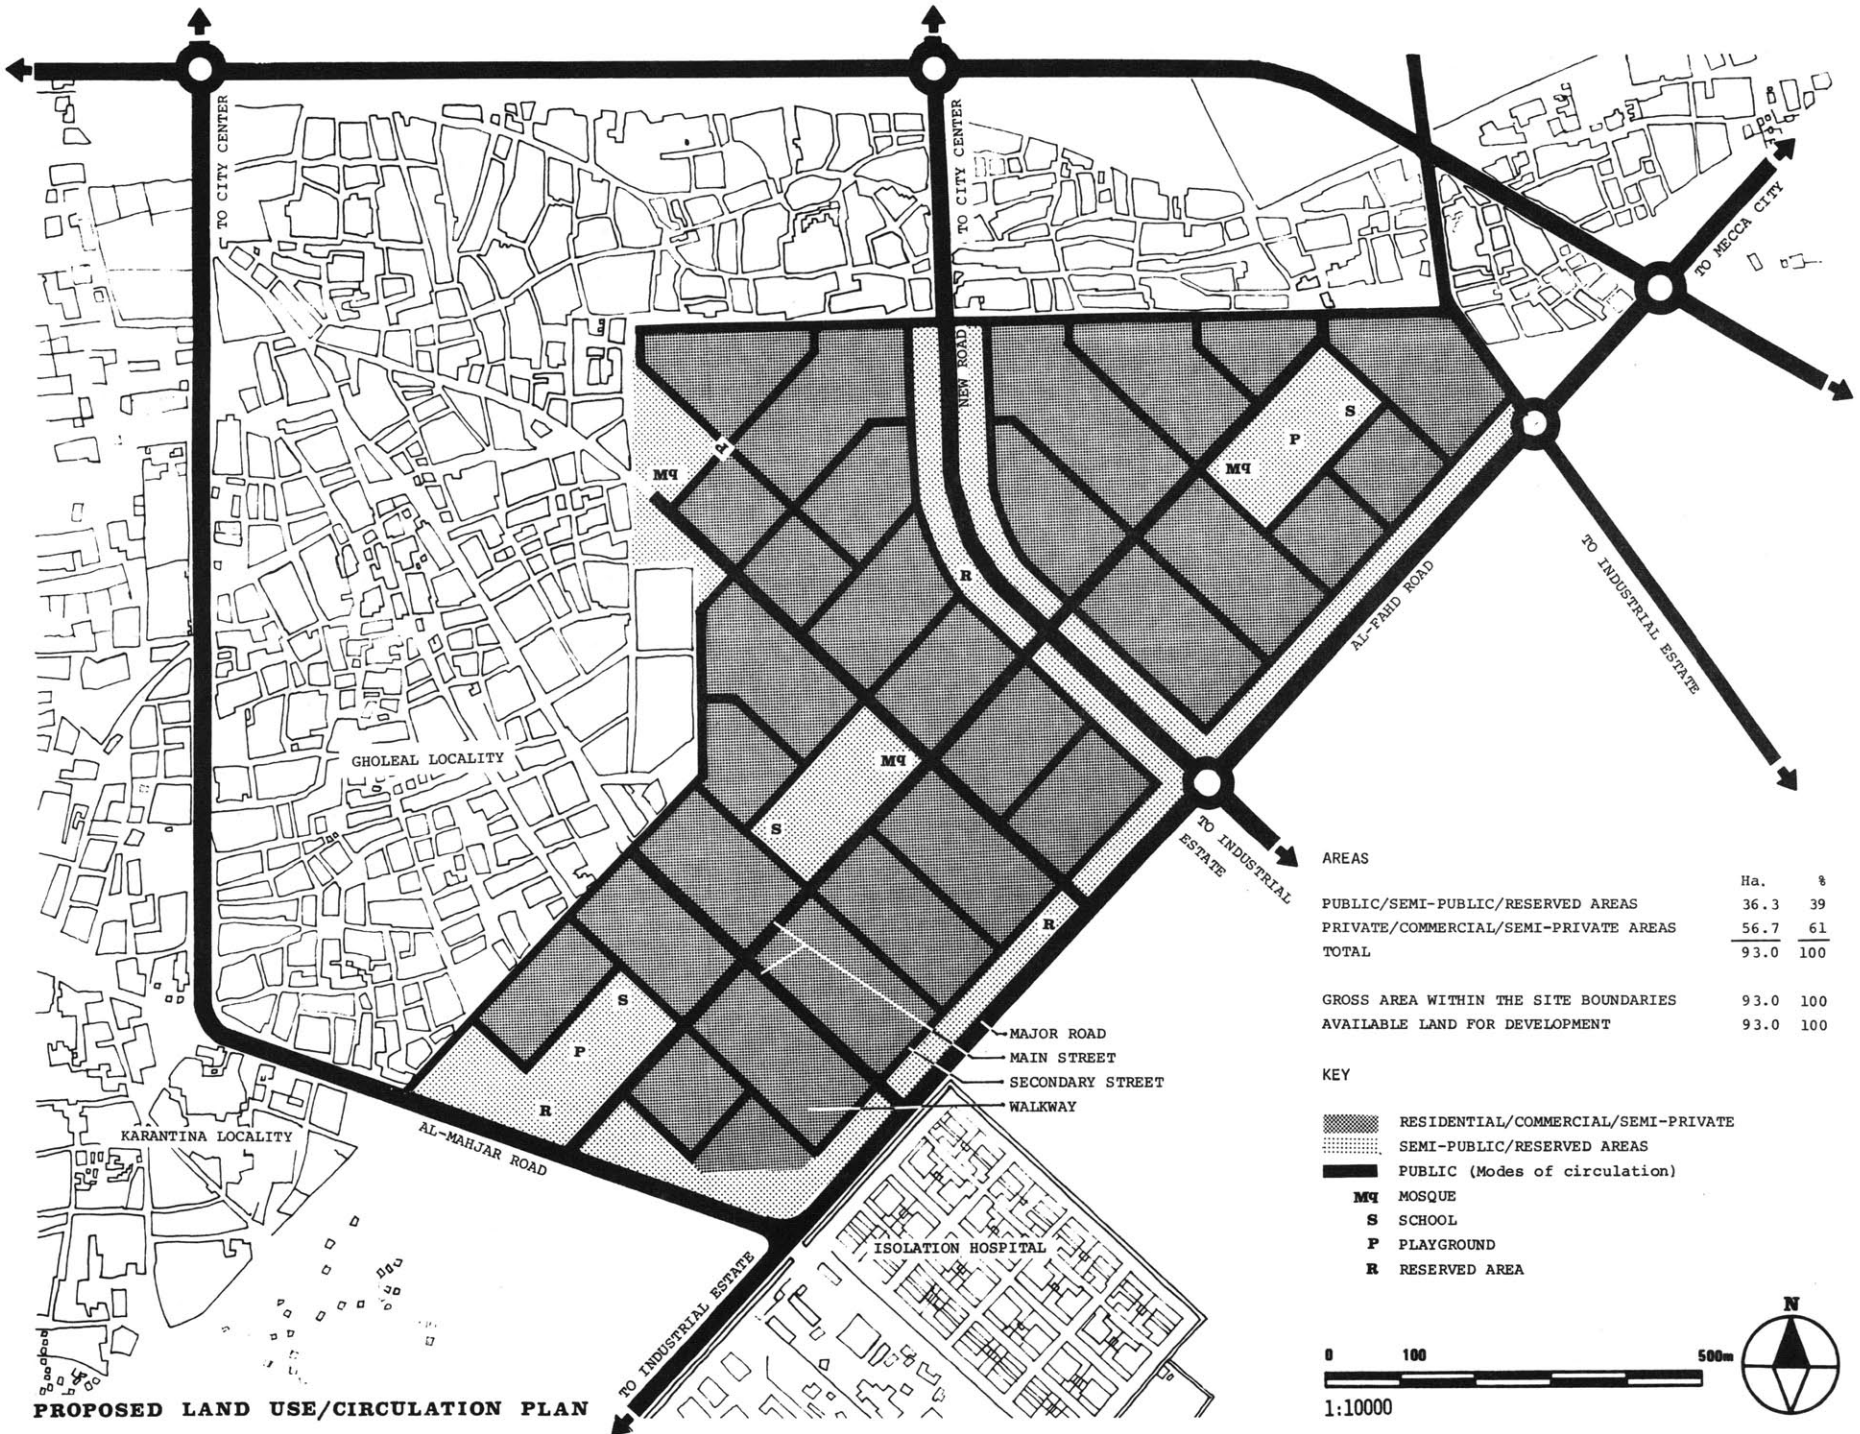 TO CITY CENTER
TO CITY CENTER
TO MECCA CITY
NEW ROAD
S
P
P
Mq
Mq
TO INDUSTRIAL ESTATE
R
AL-FAHD ROAD
GHOLEAL LOCALITY
Mq
S
TO INDUSTRIAL
ESTATE
R
S
P
R
MAJOR ROAD
MAIN STREET
SECONDARY STREET
WALKWAY
KARANTINA LOCALITY
AL-MAHJAR ROAD
ISOLATION HOSPITAL
TO INDUSTRIAL ESTATE
AREAS
Ha. %
PUBLIC/SEMI-PUBLIC/RESERVED AREAS 36.3 39
PRIVATE/COMMERCIAL/SEMI-PRIVATE AREAS 56.7 61
TOTAL 93.0 100
GROSS AREA WITHIN THE SITE BOUNDARIES 93.0 100
AVAILABLE LAND FOR DEVELOPMENT 93.0 100
KEY
RESIDENTIAL/COMMERCIAL/SEMI-PRIVATE
SEMI-PUBLIC/RESERVED AREAS
PUBLIC (Modes of circulation)
Mq MOSQUE
S SCHOOL
P PLAYGROUND
R RESERVED AREA
N
0 100 500m
1:10000
PROPOSED LAND USE/CIRCULATION PLAN